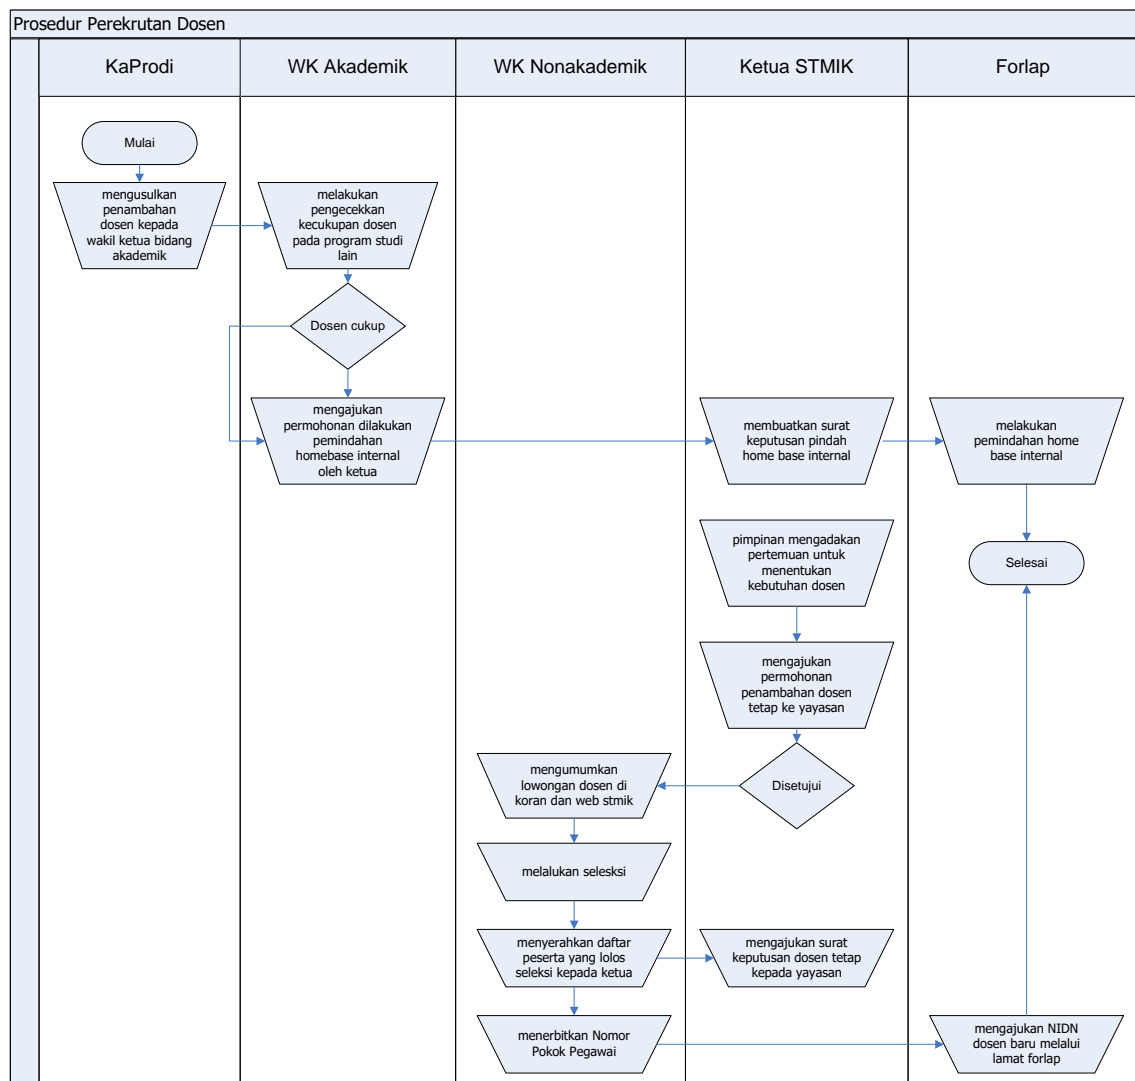 Prosedur Perekrutan Dosen
KaProdi
WK Akademik
WK Nonakademik
Ketua STMIK
Forlap
Mulai
mengusulkan
penambahan
dosen kepada
wakil ketua bidang
akademik
melakukan
pengecekkan
kecukupan dosen
pada program studi
lain
Dosen cukup
mengajukan
permohonan dilakukan
pemindahan
homebase internal
oleh ketua
membuatkan surat
keputusan pindah
home base internal
melakukan
pemindahan home
base internal
pimpinan mengadakan
pertemuan untuk
menentukan
kebutuhan dosen
Selesai
mengajukan
permohonan
penambahan dosen
tetap ke yayasan
mengumumkan
lowongan dosen di
koran dan web stmik
Disetujui
melalukan selesksi
menyerahkan daftar
peserta yang lolos
seleksi kepada ketua
mengajukan surat
keputusan dosen tetap
kepada yayasan
menerbitkan Nomor
Pokok Pegawai
mengajukan NIDN
dosen baru melalui
lamat forlap